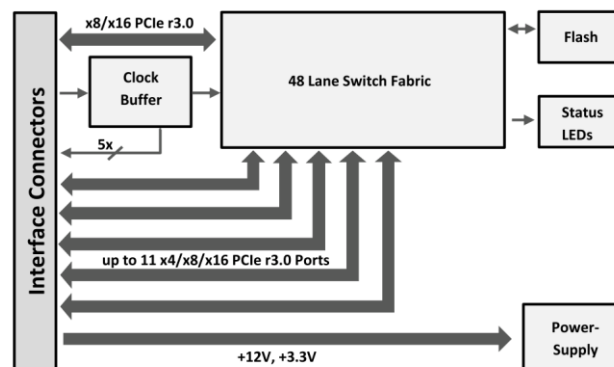 x8/x16 PCIe r3.0
Clock
Buffer
48 Lane Switch Fabric
Flash
Status
LEDs
5x
Interface Connectors
up to 11 x4/x8/x16 PCIe r3.0 Ports
Power-
Supply
+12V, +3.3V